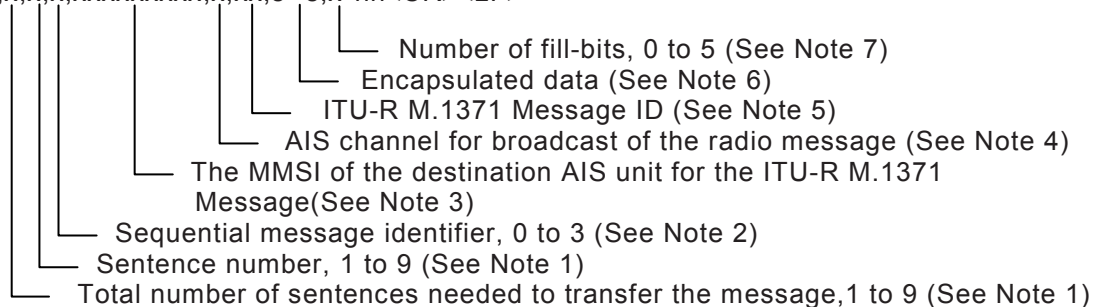 Number of fill-bits, 0 to 5 (See Note 7)
Encapsulated data (See Note 6)
ITU-R M.1371 Message ID (See Note 5)
AIS channel for broadcast of the radio message (See Note 4)
The MMSI of the destination AIS unit for the ITU-R M.1371
Message(See Note 3)
Sequential message identifier, 0 to 3 (See Note 2)
Sentence number, 1 to 9 (See Note 1)
Total number of sentences needed to transfer the message,1 to 9 (See Note 1)